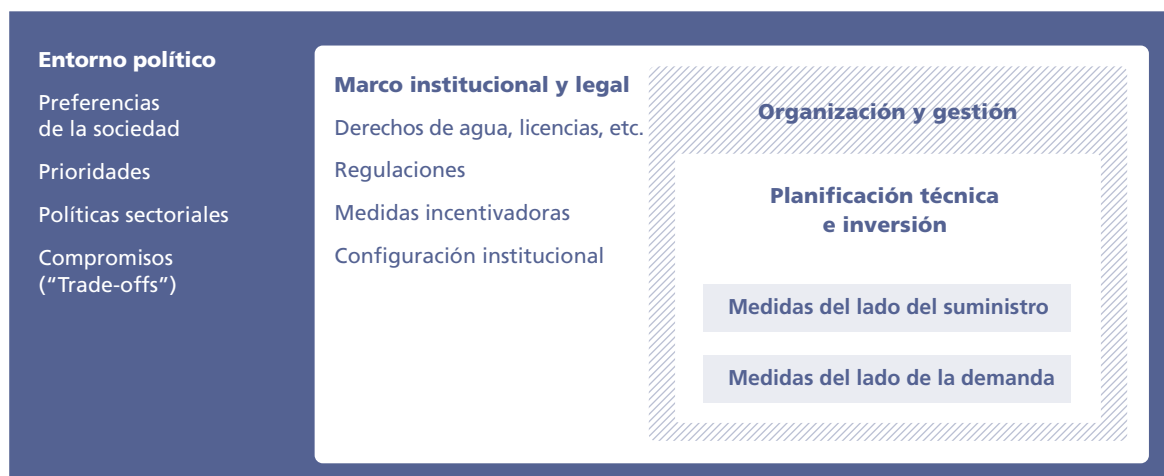 Entorno político
Preferencias
de la sociedad
Prioridades
Políticas sectoriales
Compromisos
(“Trade-offs”)
Marco institucional y legal
Derechos de agua, licencias, etc.
Regulaciones
Medidas incentivadoras
Configuración institucional
Organización y gestión
Planificación técnica
e inversión
Medidas del lado del suministro
Medidas del lado de la demanda